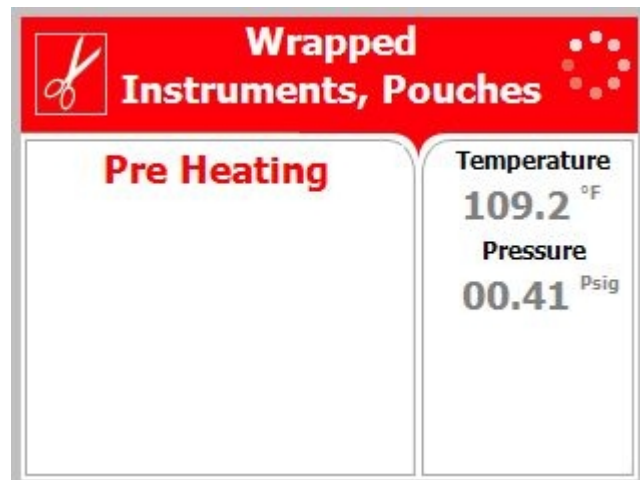 Wrapped
Instruments, Pouches
Pre Heating
Temperature
109.2 °F
Pressure
00.41 Psig